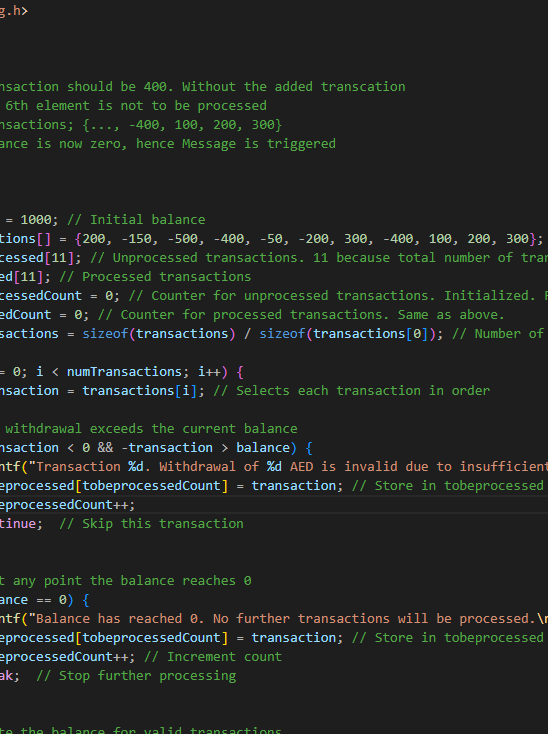 g.h>
nsaction should be 400. Without the added transcation
6th element is not to be processed
nsactions; {..., -400, 100, 200, 300}
ance is now zero, hence Message is triggered
= 1000; // Initial balance
tions[] = {200, -150, -500, -400, -50, -200, 300, -400, 100, 200, 300};
cessed[11]; // Unprocessed transactions. 11 because total number of tran
ed[11]; // Processed transactions
cessedCount = 0; // Counter for unprocessed transactions. Initialized. F
edCount = 0; // Counter for processed transactions. Same as above.
sactions = sizeof(transactions) / sizeof(transactions[0]); // Number of
= 0; i < numTransactions; i++) {
nsaction = transactions[i]; // Selects each transaction in order
withdrawal exceeds the current balance
nsaction < 0 && -transaction > balance) {
ntf("Transaction %d. Withdrawal of %d AED is invalid due to insufficient
eprocessed[tobeprocessedCount] = transaction; // Store in tobeprocessed
eprocessedCount++;
tinue;  // Skip this transaction
t any point the balance reaches 0
ance == 0) {
ntf("Balance has reached 0. No further transactions will be processed.\n
eprocessed[tobeprocessedCount] = transaction; // Store in tobeprocessed
eprocessedCount++; // Increment count
ak;  // Stop further processing
te the balance for valid transactions